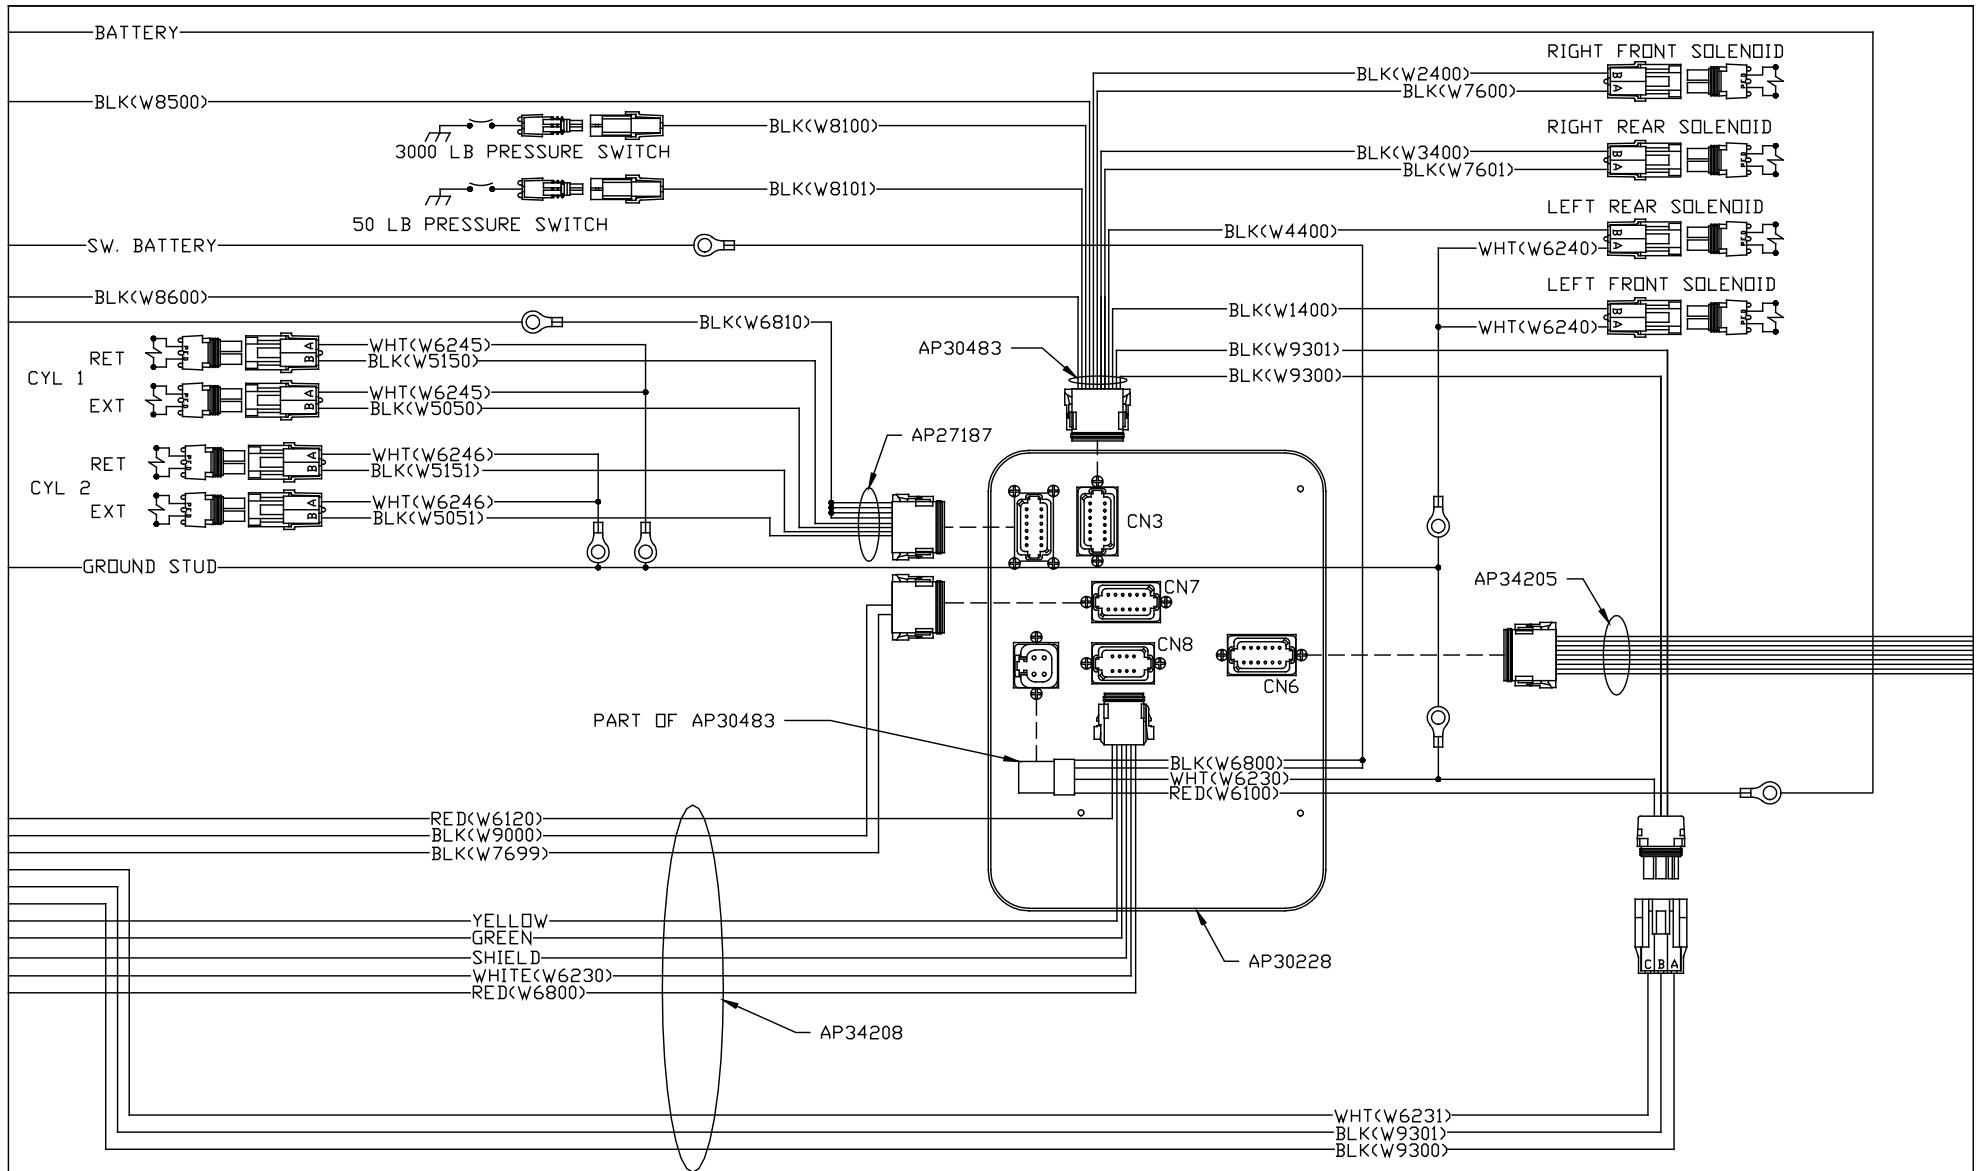 BATTERY
RIGHT FRONT SOLENOID
BLK(W2400)
B
A
BLK(W7600)
BLK(W8500)
BLK(W8100)
3000 LB PRESSURE SWITCH
RIGHT REAR SOLENOID
BLK(W3400)
B
A
BLK(W7601)
BLK(W8101)
50 LB PRESSURE SWITCH
LEFT REAR SOLENOID
BLK(W4400)
B
A
WHT(W6240)
SW. BATTERY
LEFT FRONT SOLENOID
BLK(W8600)
BLK(W1400)
B
A
WHT(W6240)
BLK(W6810)
CYL 1
RET
A
B
WHT(W6245)
BLK(W5150)
EXT
A
B
WHT(W6245)
BLK(W5050)
AP30483
BLK(W9301)
BLK(W9300)
CYL 2
RET
A
B
WHT(W6246)
BLK(W5151)
EXT
A
B
WHT(W6246)
BLK(W5051)
AP27187
CN3
GROUND STUD
CN7
AP34205
CN8
CN6
PART OF AP30483
BLK(W6800)
WHT(W6230)
RED(W6100)
RED(W6120)
BLK(W9000)
BLK(W7699)
YELLOW
GREEN
SHIELD
WHITE(W6230)
RED(W6800)
AP30228
C B A
AP34208
WHT(W6231)
BLK(W9301)
BLK(W9300)